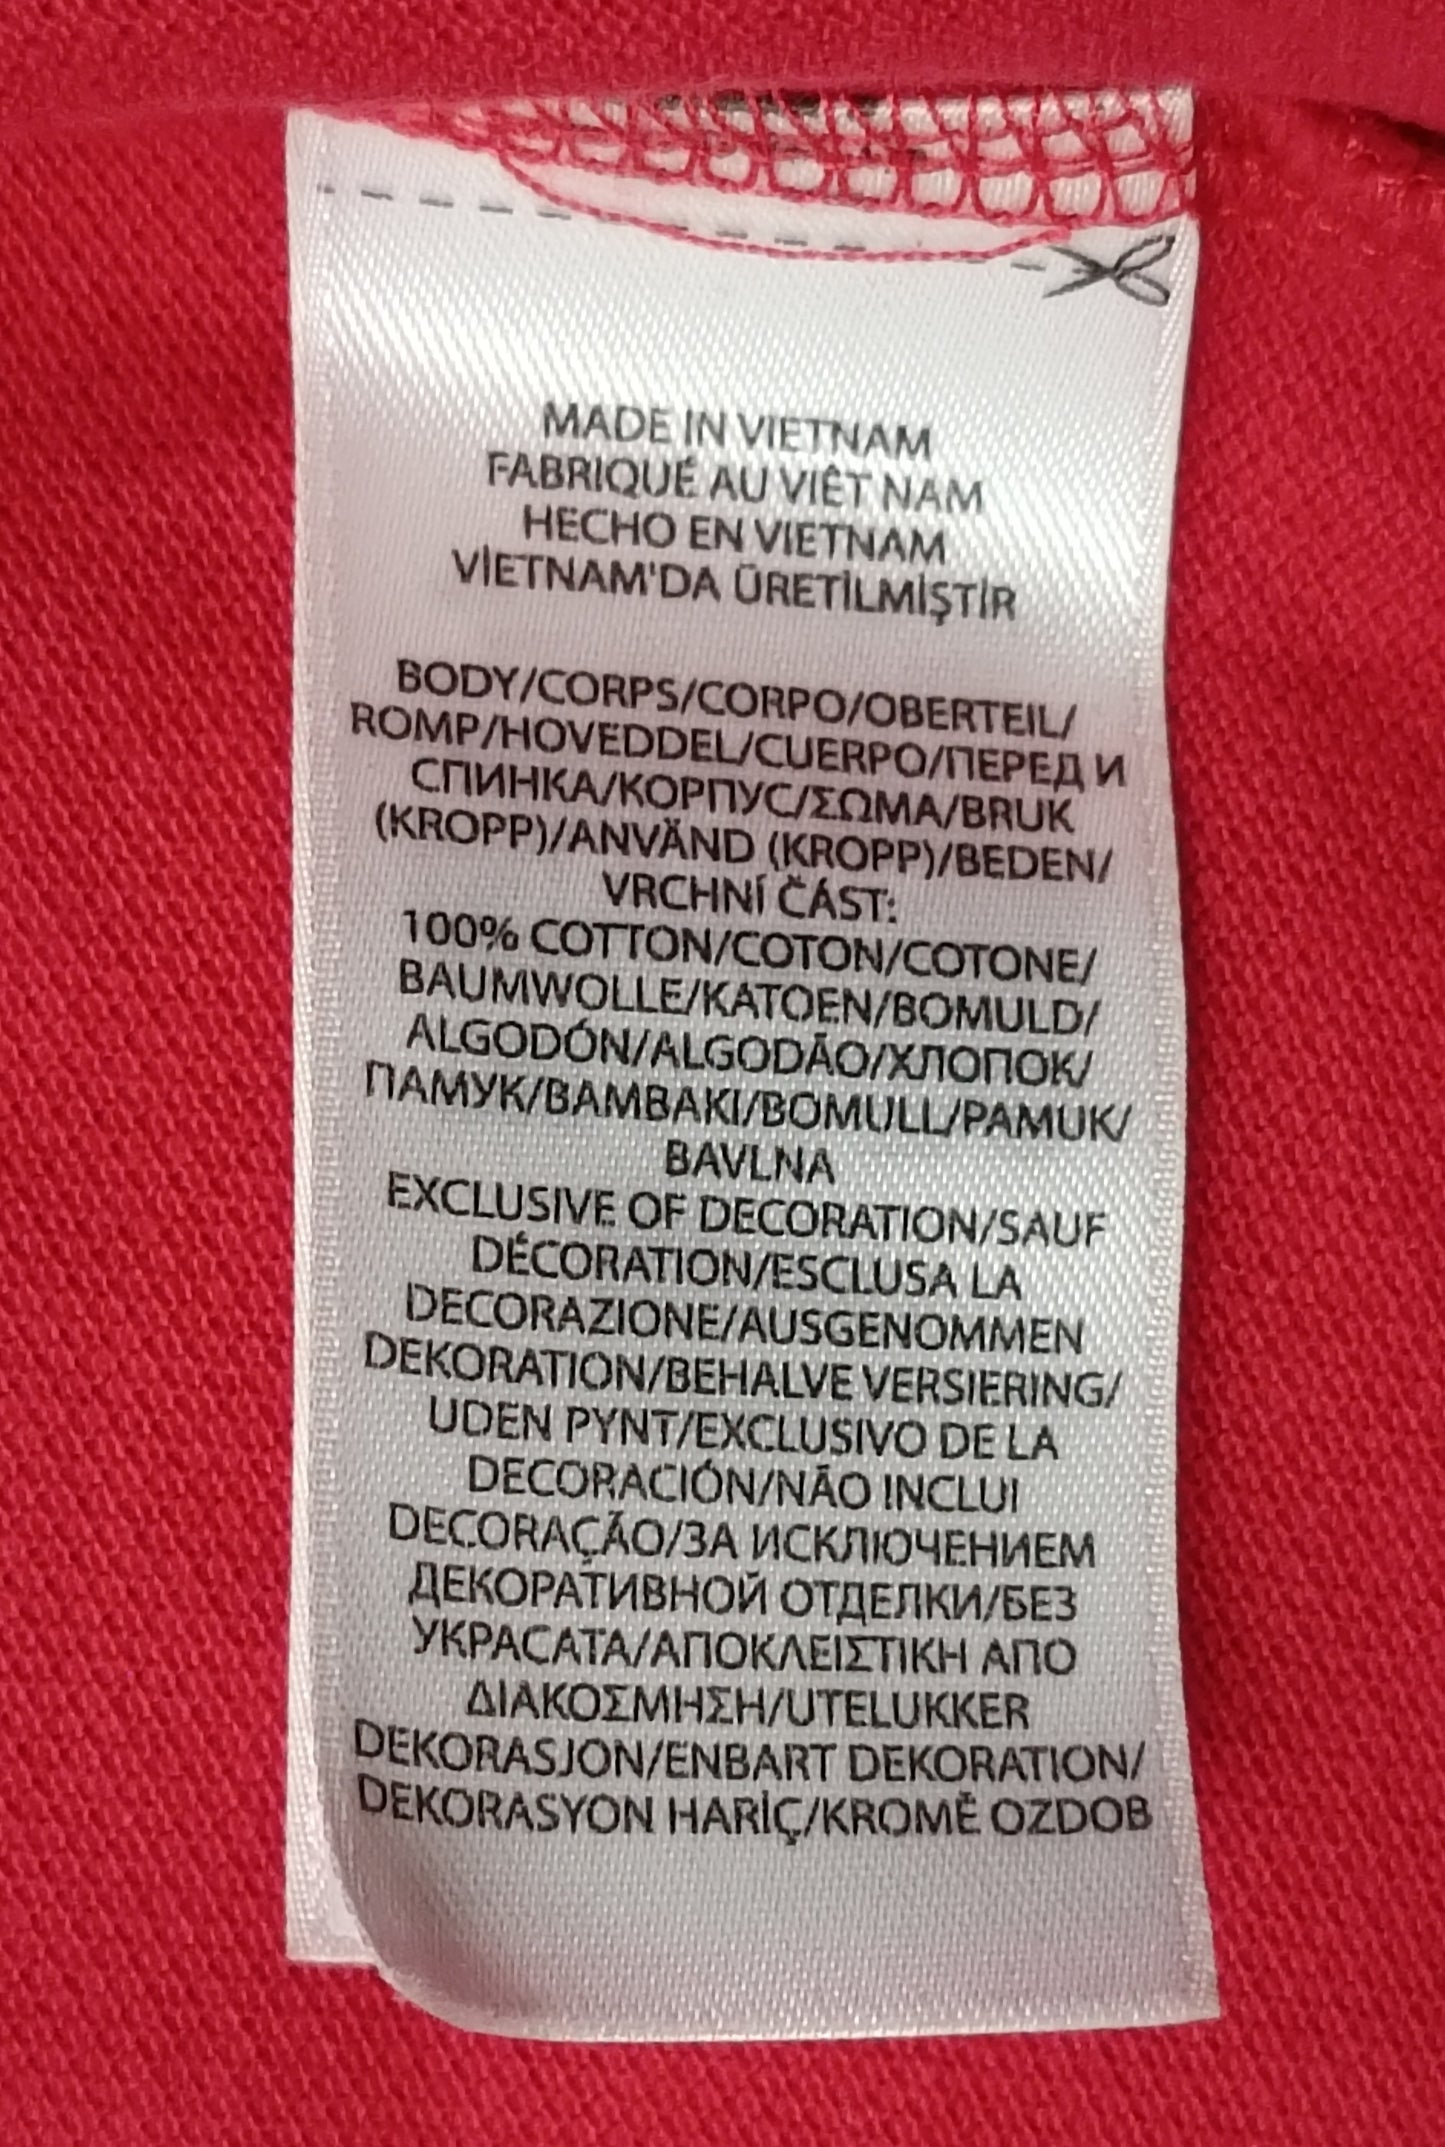 MADE IN VIETNAM
FABRIQUÉ AU VIÊT NAM
HECHO EN VIETNAM
VİETNAM'DA ÜRETİLMİŞTİR
BODY/CORPS/CORPO/OBERTEIL/
ROMP/HOVEDDEL/CUERPO/ПЕРЕД И
СПИНКА/КОРПУС/ΣΩΜΑ/BRUK
(KROPP)/ANVÄND (KROPP)/BEDEN/
VRCHNÍ ČÁST:
100% COTTON/COTON/COTONE/
BAUMWOLLE/KATOEN/BOMULD/
ALGODÓN/ALGODÃO/ХЛОПОК/
ПАМУК/ΒΑΜΒΑΚΙ/BOMULL/PAMUK/
BAVLNA
EXCLUSIVE OF DECORATION/SAUF
DÉCORATION/ESCLUSA LA
DECORAZIONE/AUSGENOMMEN
DEKORATION/BEHALVE VERSIERING/
UDEN PYNT/EXCLUSIVO DE LA
DECORACIÓN/NÃO INCLUI
DECORAÇÃO/ЗА ИСКЛЮЧЕНИЕМ
ДЕКОРАТИВНОЙ ОТДЕЛКИ/БЕЗ
УКРАСАТА/ΑΠΟΚΛΕΙΣΤΙΚΗ ΑΠΟ
ΔΙΑΚΟΣΜΗΣΗ/UTELUKKER
DEKORASJON/ENBART DEKORATION/
DEKORASYON HARİÇ/KROMĚ OZDOB